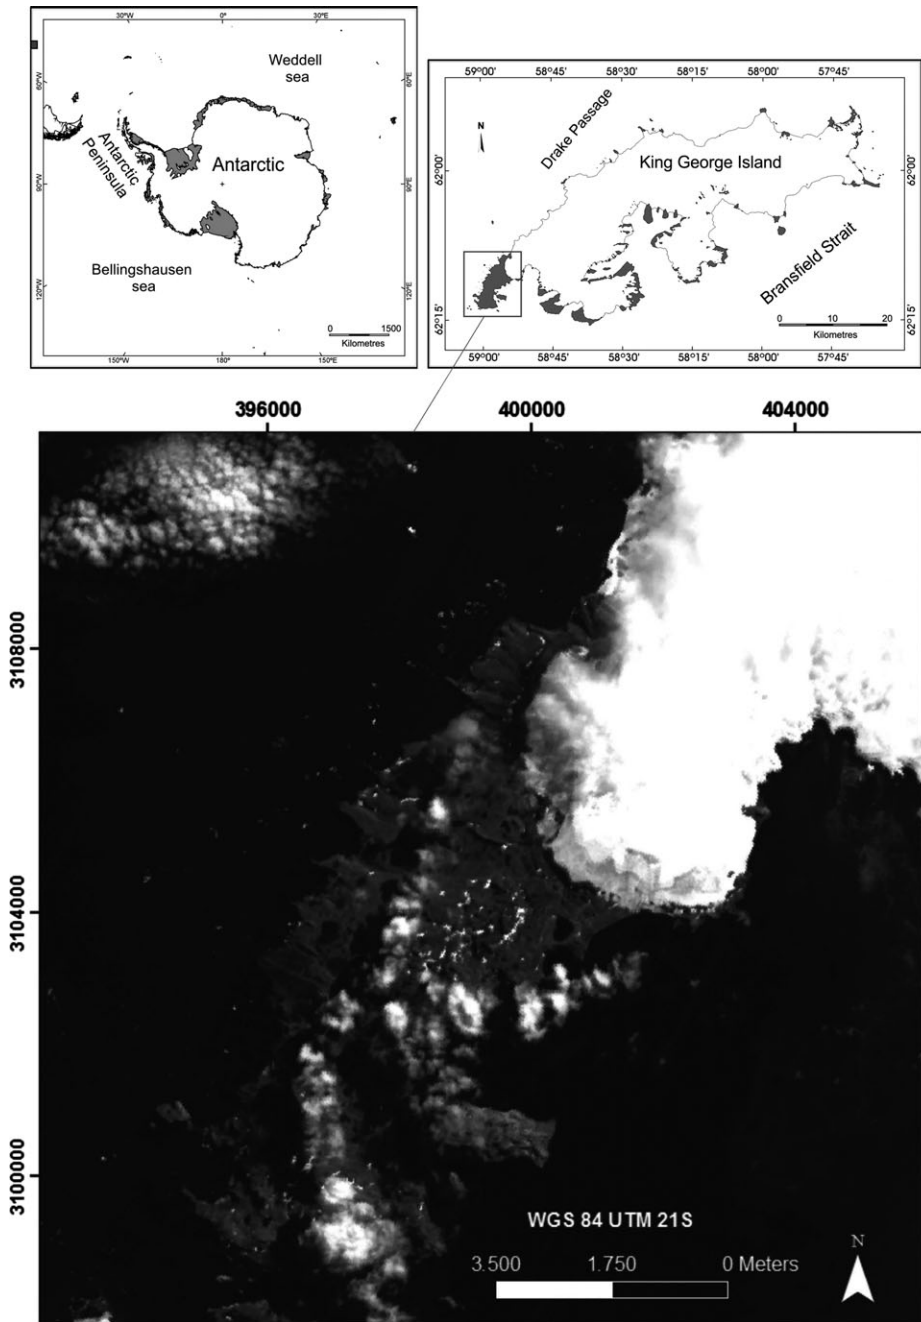 30°W 0° 30°E
Weddell
sea
60°W
60°E
Antarctic
Peninsula
Antarctic
90°W
90°E
Bellingshausen
sea
120°W
120°E
0 1500
Kilometres
150°W 180° 150°E
59°00' 58°45' 58°30' 58°15' 58°00' 57°45'
Drake Passage
N
King George Island
62°00'
62°00'
Bransfield Strait
62°15'
62°15'
0 10 20
Kilometres
59°00' 58°45' 58°30' 58°15' 58°00' 57°45'
396000 400000 404000
3108000
3104000
3100000
WGS 84 UTM 21S
3.500 1.750 0 Meters
N